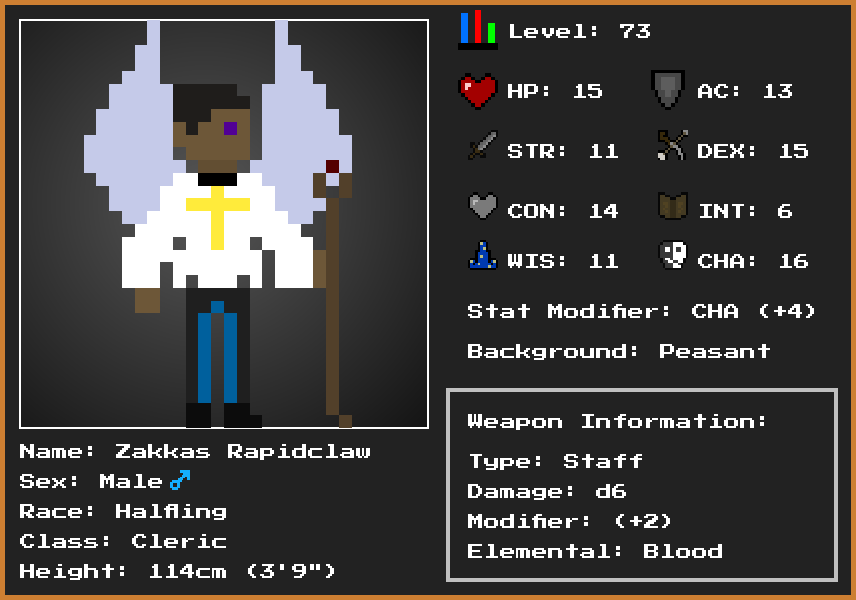 Level: 73
HP: 15
AC: 13
STR: 11
DEX: 15
CON: 14
INT: 6
WIS: 11
CHA: 16
Stat Modifier: CHA (+4)
Background: Peasant
Weapon Information:
Type: Staff
Damage: d6
Modifier: (+2)
Elemental: Blood
Name: Zakkas Rapidclaw
Sex: Male♂
Race: Halfling
Class: Cleric
Height: 114cm (3'9")